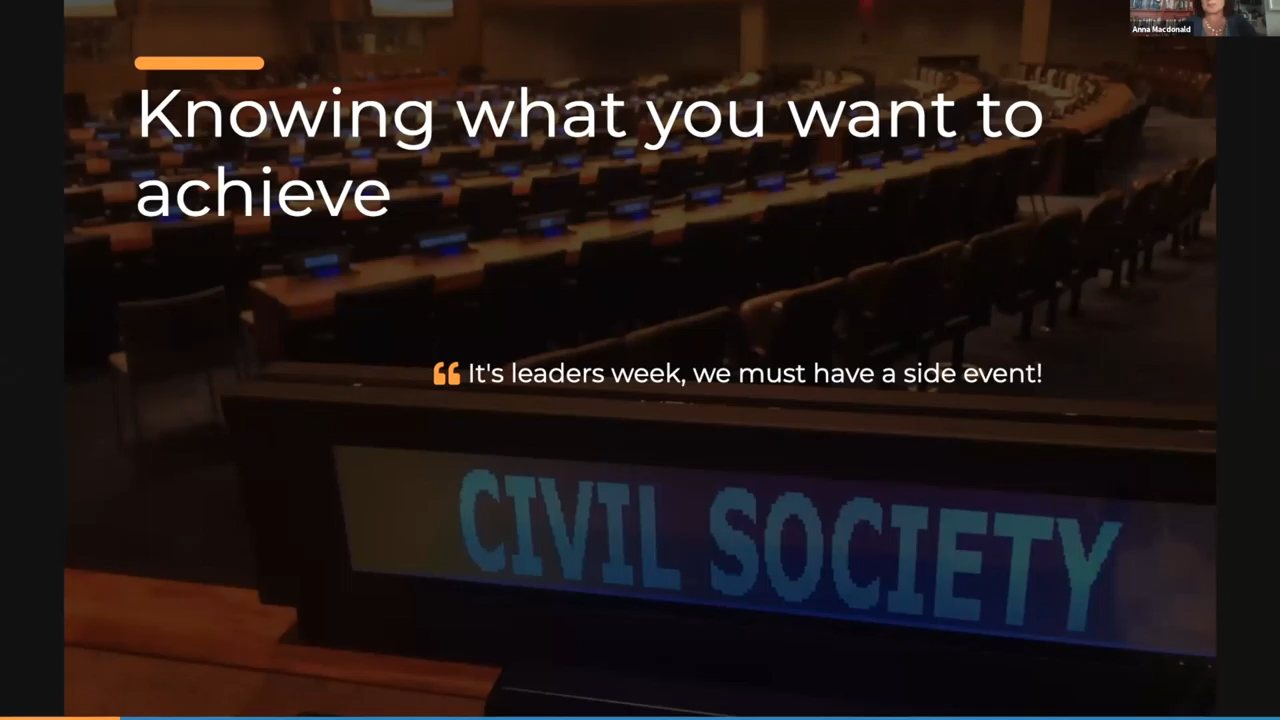 Anna Macdonald
Knowing what you want to
achieve
“It's leaders week, we must have a side event!
CIVIL SOCIETY